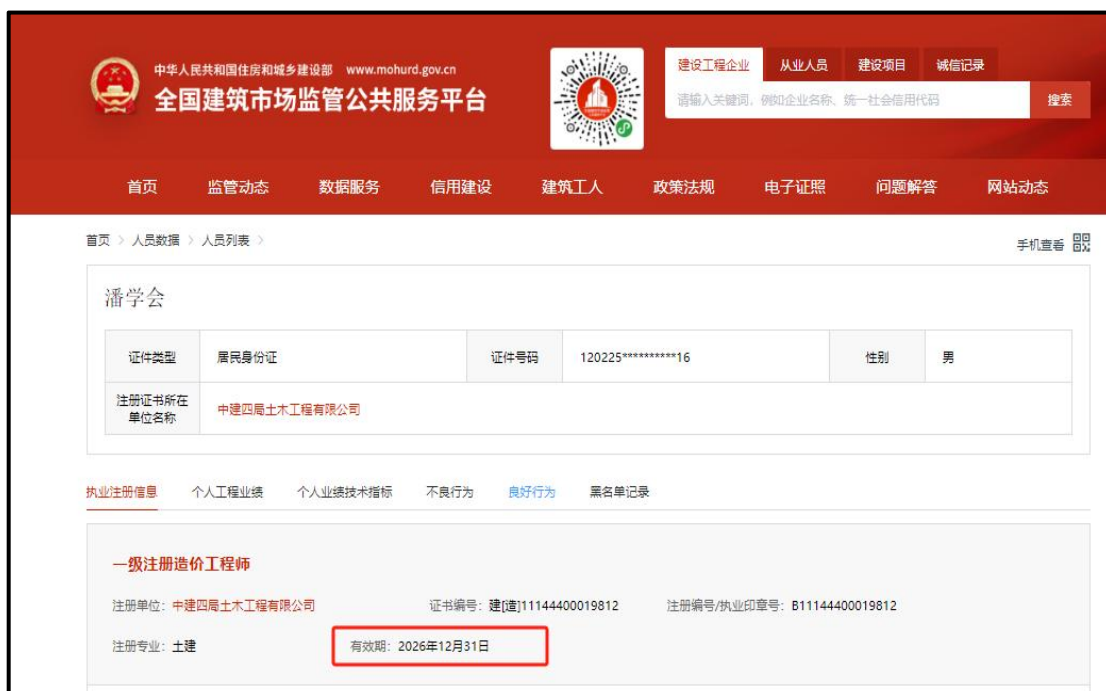 中华人民共和国住房和城乡建设部 www.mohurd.gov.cn
全国建筑市场监管公共服务平台
建设工程企业 从业人员 建设项目 诚信记录
请输入关键词，例如企业名称、统一社会信用代码 搜索
首页 监管动态 数据服务 信用建设 建筑工人 政策法规 电子证照 问题解答 网站动态
首页 > 人员数据 > 人员列表 >
手机查看
潘学会
证件类型 居民身份证 证件号码 120225**********16 性别 男
注册证书所在
单位名称
中建四局土木工程有限公司
执业注册信息 个人工程业绩 个人业绩技术指标 不良行为 良好行为 黑名单记录
一级注册造价工程师
注册单位：中建四局土木工程有限公司 证书编号：建[造]11144400019812 注册编号/执业印章号：B11144400019812
注册专业：土建 有效期：2026年12月31日